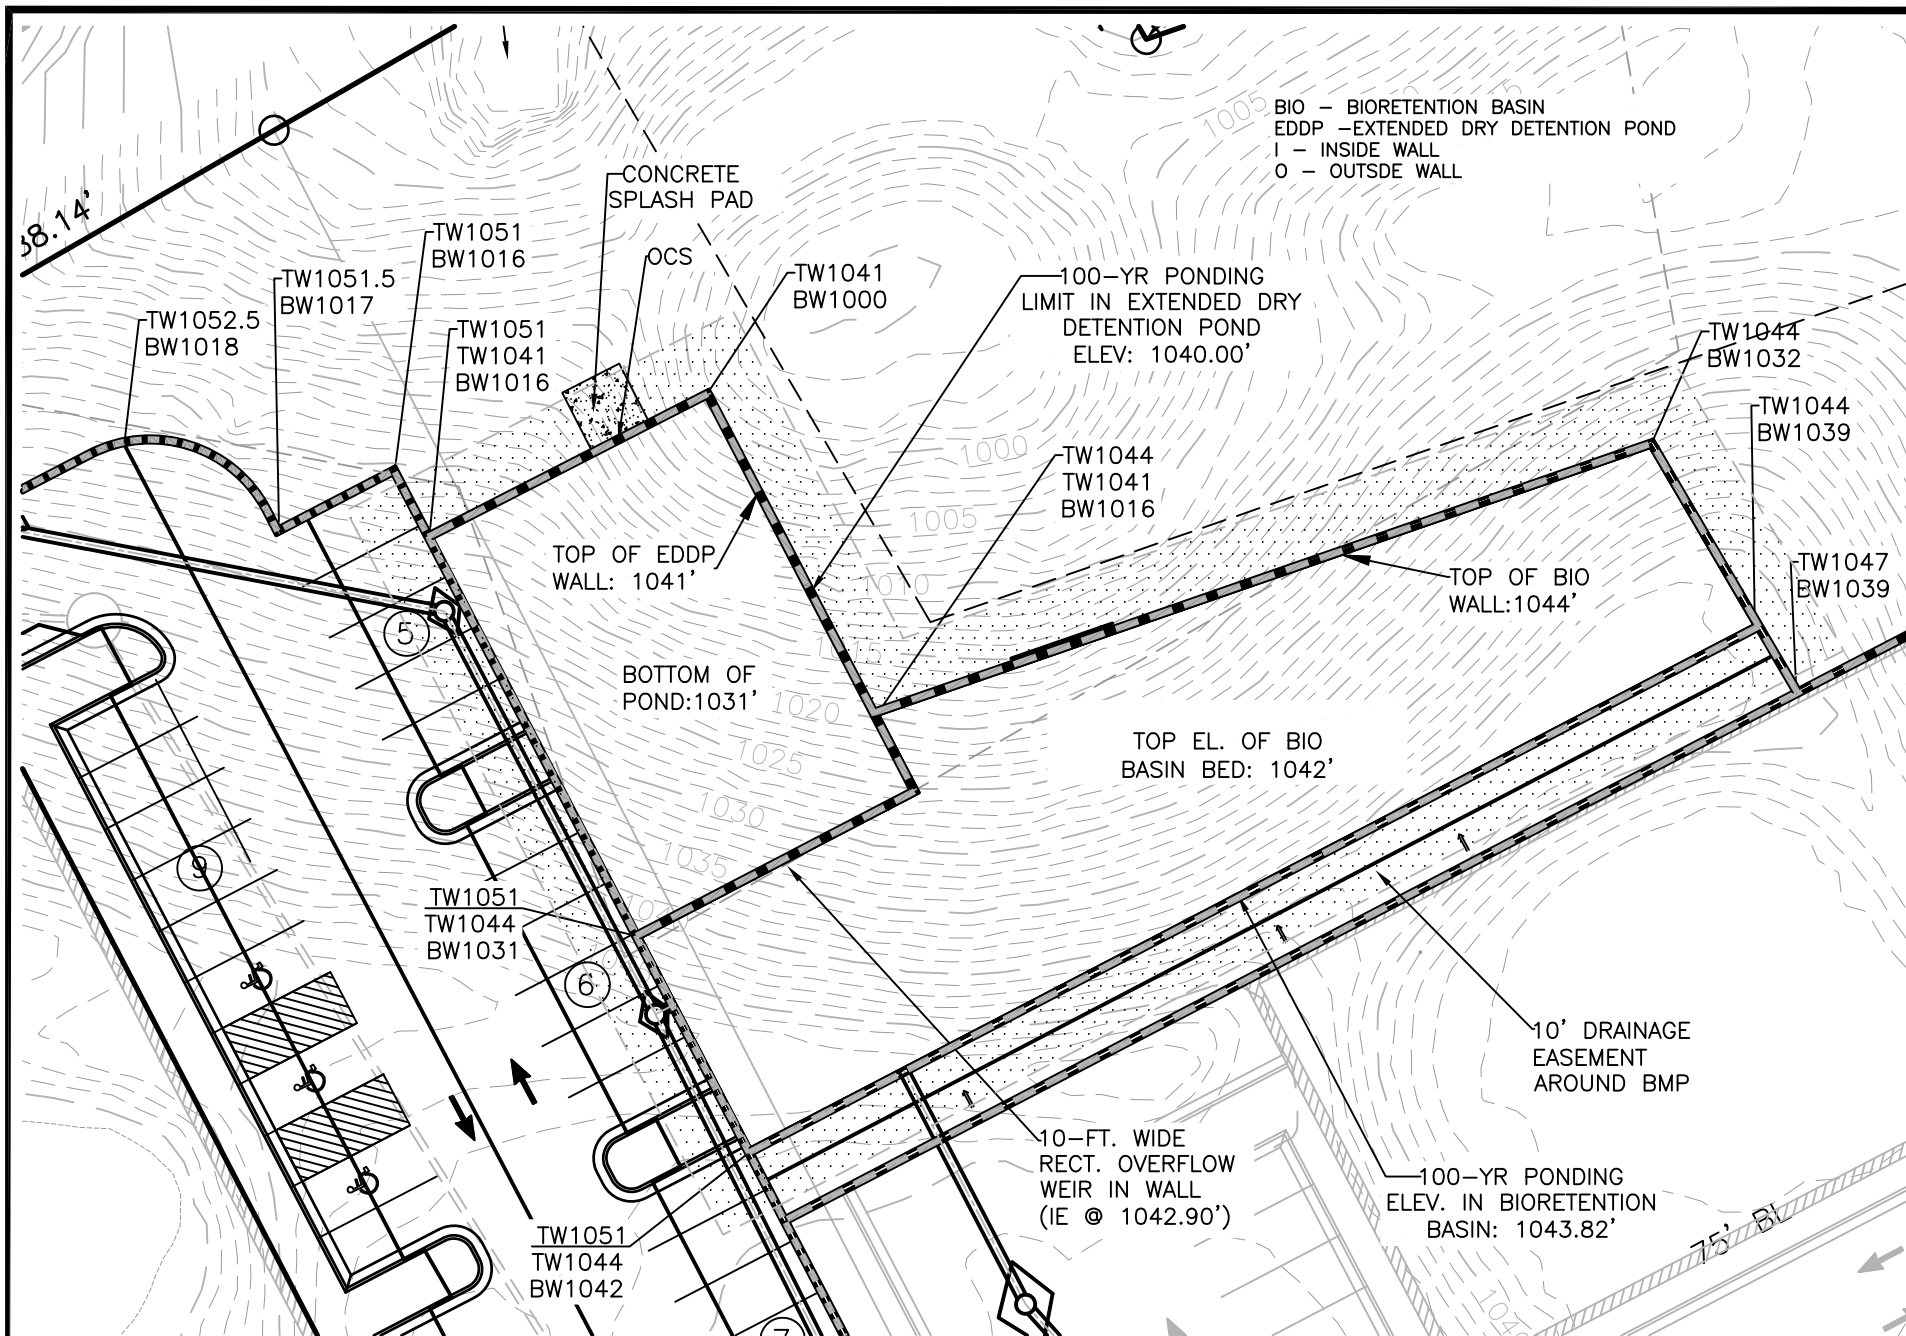 BIO – BIORETENTION BASIN
EDDP –EXTENDED DRY DETENTION POND
I – INSIDE WALL
O – OUTSDE WALL
1005
38.14'
CONCRETE
SPLASH PAD
OCS
TW1051
BW1016
TW1051.5
BW1017
TW1052.5
BW1018
TW1051
TW1041
BW1016
TW1041
BW1000
100–YR PONDING
LIMIT IN EXTENDED DRY
DETENTION POND
ELEV: 1040.00'
TW1044
BW1032
TW1044
BW1039
TW1047
BW1039
1000
TW1044
TW1041
BW1016
1005
1010
1015
1020
1025
1030
1035
TOP OF EDDP
WALL: 1041'
TOP OF BIO
WALL:1044'
BOTTOM OF
POND:1031'
TOP EL. OF BIO
BASIN BED: 1042'
5
9
6
7
TW1051
TW1044
BW1031
10' DRAINAGE
EASEMENT
AROUND BMP
10–FT. WIDE
RECT. OVERFLOW
WEIR IN WALL
(IE @ 1042.90')
100–YR PONDING
ELEV. IN BIORETENTION
BASIN: 1043.82'
75' BL
TW1051
TW1044
BW1042